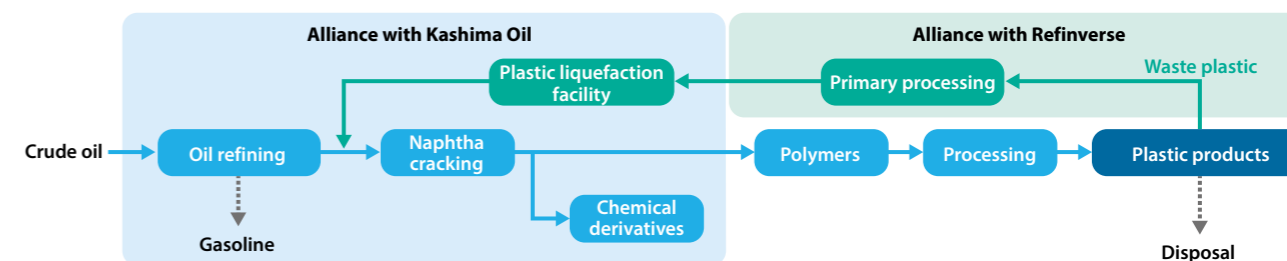 Alliance with Kashima Oil
Alliance with Refinverse
Plastic liquefaction
facility
Primary processing
Waste plastic
Crude oil
Oil refining
Naphtha
cracking
Polymers
Processing
Plastic products
Chemical
derivatives
Gasoline
Disposal